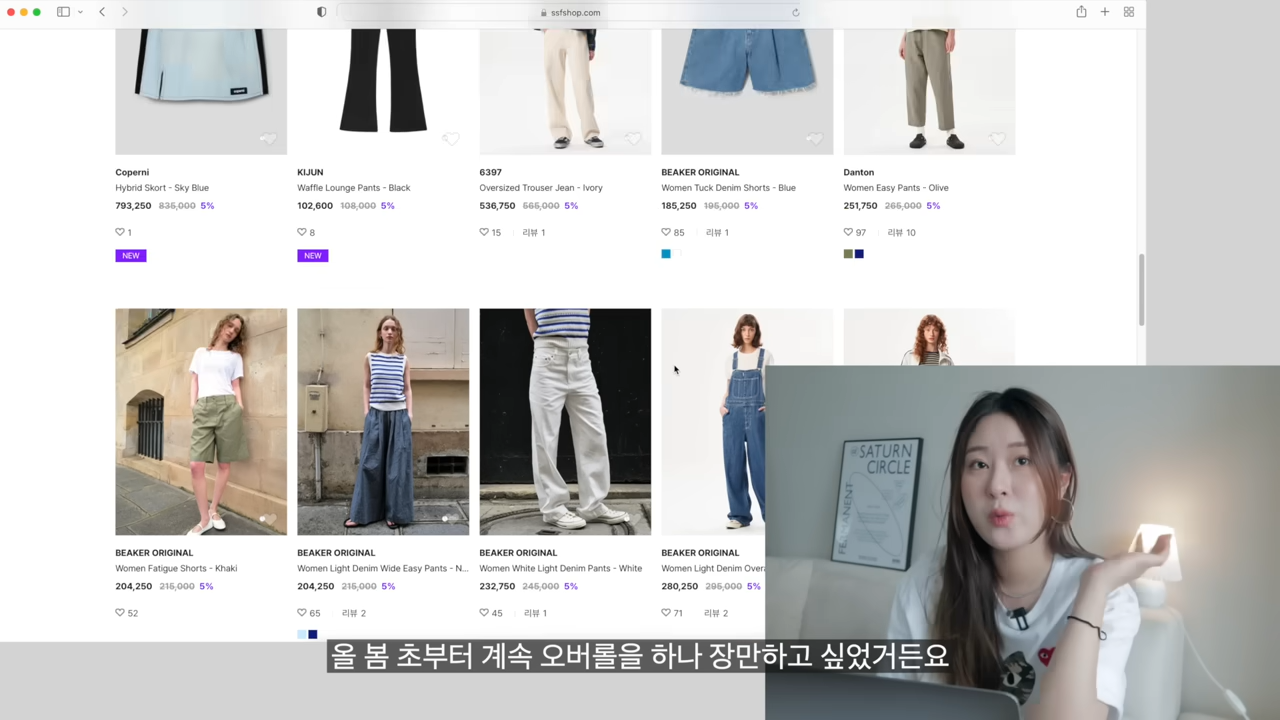 ssfshop.com
Coperni
Hybrid Skort - Sky Blue
793,250 835,000 5%
1
NEW
KIJUN
Waffle Lounge Pants - Black
102,600 108,000 5%
8
NEW
6397
Oversized Trouser Jean - Ivory
536,750 565,000 5%
15 리뷰 1
BEAKER ORIGINAL
Women Tuck Denim Shorts - Blue
185,250 195,000 5%
85 리뷰 1
Danton
Women Easy Pants - Olive
251,750 265,000 5%
97 리뷰 10
BEAKER ORIGINAL
Women Fatigue Shorts - Khaki
204,250 215,000 5%
52
BEAKER ORIGINAL
Women Light Denim Wide Easy Pants - N...
204,250 215,000 5%
65 리뷰 2
BEAKER ORIGINAL
Women White Light Denim Pants - White
232,750 245,000 5%
45 리뷰 1
BEAKER ORIGINAL
Women Light Denim Overa
280,250 295,000 5%
71 리뷰 2
SATURN
CIRCLE
PERMANENT
올 봄 초부터 계속 오버롤을 하나 장만하고 싶었거든요